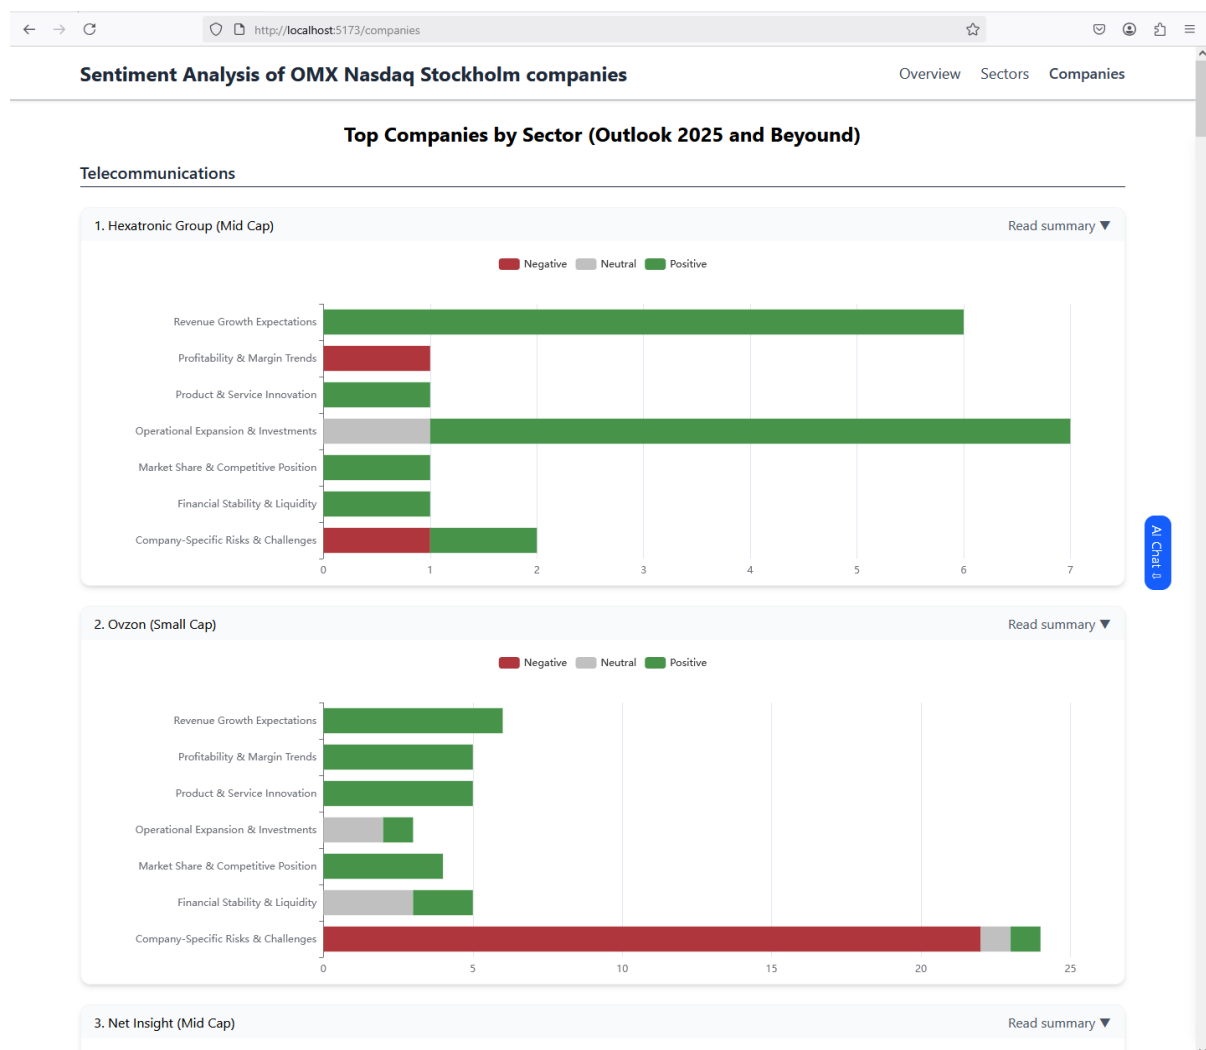 http://localhost:5173/companies
Sentiment Analysis of OMX Nasdaq Stockholm companies
Overview Sectors Companies
Top Companies by Sector (Outlook 2025 and Beyound)
Telecommunications
1. Hexatronic Group (Mid Cap) Read summary ▼
Negative Neutral Positive
Revenue Growth Expectations
Profitability & Margin Trends
Product & Service Innovation
Operational Expansion & Investments
Market Share & Competitive Position
Financial Stability & Liquidity
Company-Specific Risks & Challenges
0 1 2 3 4 5 6 7
AI Chat ⇩
2. Ovzon (Small Cap) Read summary ▼
Negative Neutral Positive
Revenue Growth Expectations
Profitability & Margin Trends
Product & Service Innovation
Operational Expansion & Investments
Market Share & Competitive Position
Financial Stability & Liquidity
Company-Specific Risks & Challenges
0 5 10 15 20 25
3. Net Insight (Mid Cap) Read summary ▼